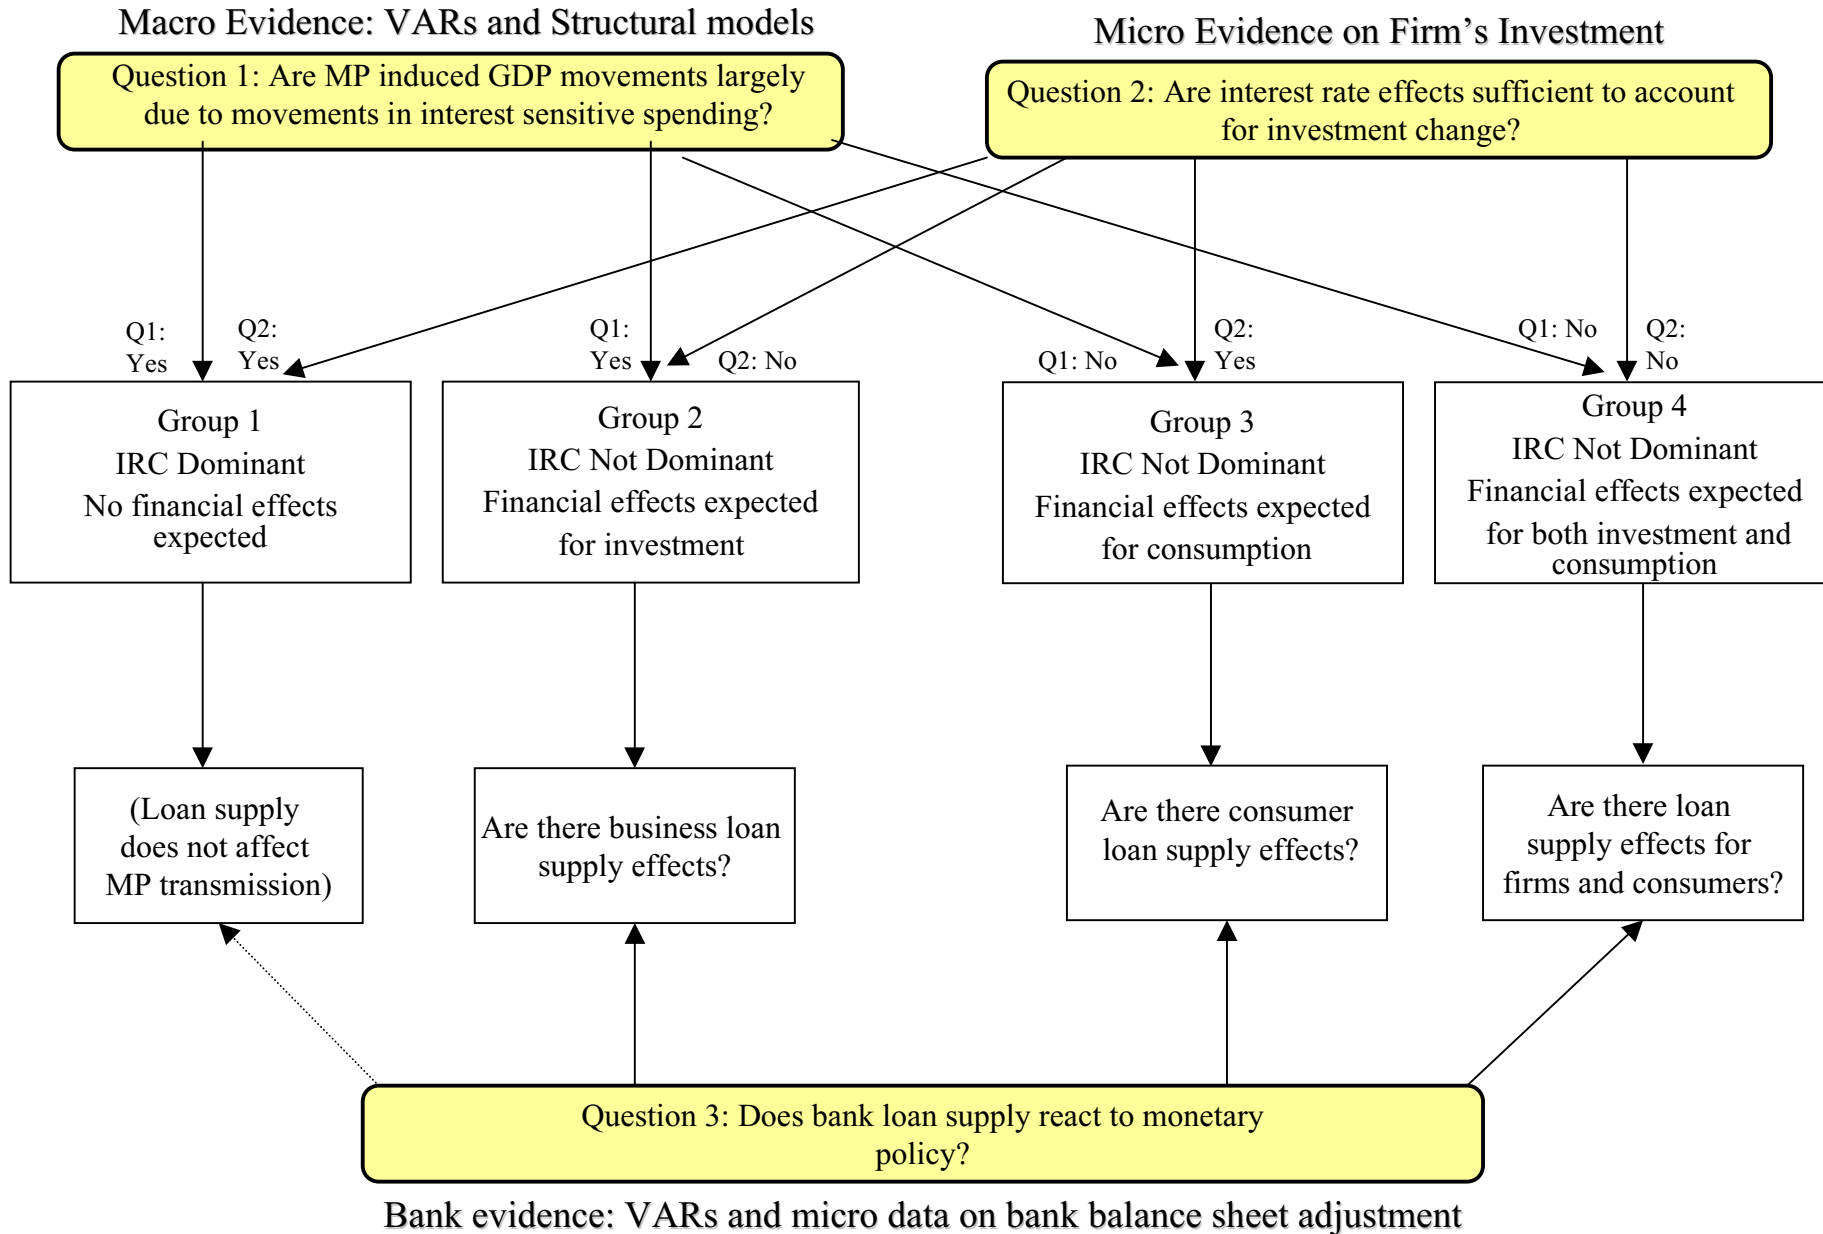 Macro Evidence: VARs and Structural models
Micro Evidence on Firm's Investment
Question 1: Are MP induced GDP movements largely
due to movements in interest sensitive spending?
Question 2: Are interest rate effects sufficient to account
for investment change?
Q1:
Yes
Q2:
Yes
Q1:
Yes
Q2: No
Q1: No
Q2:
Yes
Q1: No
Q2:
No
Group 1
IRC Dominant
No financial effects
expected
Group 2
IRC Not Dominant
Financial effects expected
for investment
Group 3
IRC Not Dominant
Financial effects expected
for consumption
Group 4
IRC Not Dominant
Financial effects expected
for both investment and
consumption
(Loan supply
does not affect
MP transmission)
Are there business loan
supply effects?
Are there consumer
loan supply effects?
Are there loan
supply effects for
firms and consumers?
Question 3: Does bank loan supply react to monetary
policy?
Bank evidence: VARs and micro data on bank balance sheet adjustment